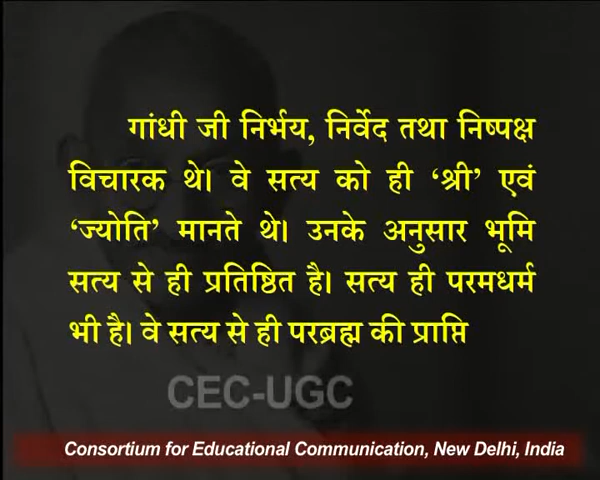 गांधी जी निर्भय, निर्वेद तथा निष्पक्ष
विचारक थे। वे सत्य को ही ‘श्री’ एवं
‘ज्योति’ मानते थे। उनके अनुसार भूमि
सत्य से ही प्रतिष्ठित है। सत्य ही परमधर्म
भी है। वे सत्य से ही परब्रह्म की प्राप्ति
CEC-UGC
Consortium for Educational Communication, New Delhi, India